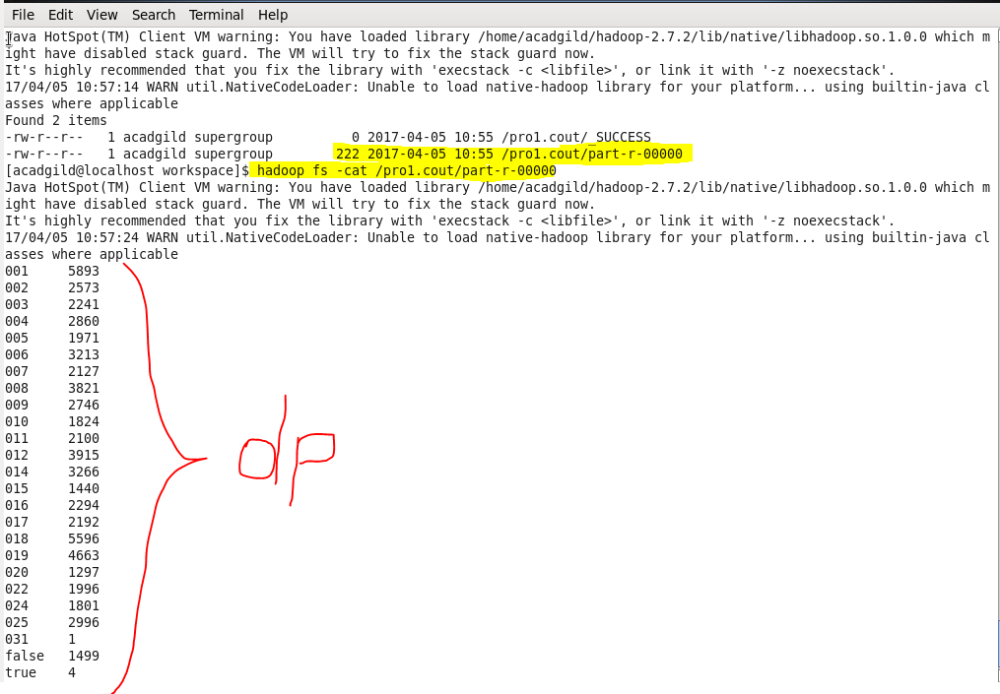 File Edit View Search Terminal Help
Java HotSpot(TM) Client VM warning: You have loaded library /home/acadgild/hadoop-2.7.2/lib/native/libhadoop.so.1.0.0 which m
ight have disabled stack guard. The VM will try to fix the stack guard now.
It's highly recommended that you fix the library with 'execstack -c <libfile>', or link it with '-z noexecstack'.
17/04/05 10:57:14 WARN util.NativeCodeLoader: Unable to load native-hadoop library for your platform... using builtin-java cl
asses where applicable
Found 2 items
-rw-r--r--   1 acadgild supergroup          0 2017-04-05 10:55 /pro1.cout/_SUCCESS
-rw-r--r--   1 acadgild supergroup        222 2017-04-05 10:55 /pro1.cout/part-r-00000
[acadgild@localhost workspace]$ hadoop fs -cat /pro1.cout/part-r-00000
Java HotSpot(TM) Client VM warning: You have loaded library /home/acadgild/hadoop-2.7.2/lib/native/libhadoop.so.1.0.0 which m
ight have disabled stack guard. The VM will try to fix the stack guard now.
It's highly recommended that you fix the library with 'execstack -c <libfile>', or link it with '-z noexecstack'.
17/04/05 10:57:24 WARN util.NativeCodeLoader: Unable to load native-hadoop library for your platform... using builtin-java cl
asses where applicable
001 5893
002 2573
003 2241
004 2860
005 1971
006 3213
007 2127
008 3821
009 2746
010 1824
011 2100
012 3915
014 3266
015 1440
016 2294
017 2192
018 5596
019 4663
020 1297
022 1996
024 1801
025 2996
031 1
false 1499
true 4
o/p